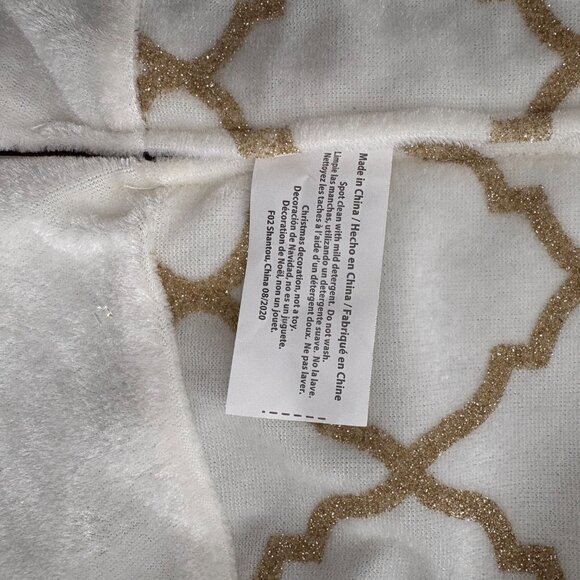 Made in China / Hecho en China / Fabriqué en Chine
Spot clean with mild detergent. Do not wash.
Limpie las manchas, utilizando un detergente suave. No la lave.
Nettoyez les taches à l'aide d'un détergent doux. Ne pas laver.
Christmas decoration, not a toy.
Decoración de Navidad, no es un juguete.
Décoration de Noël, non un jouet.
F02 Shantou, China 08/2020